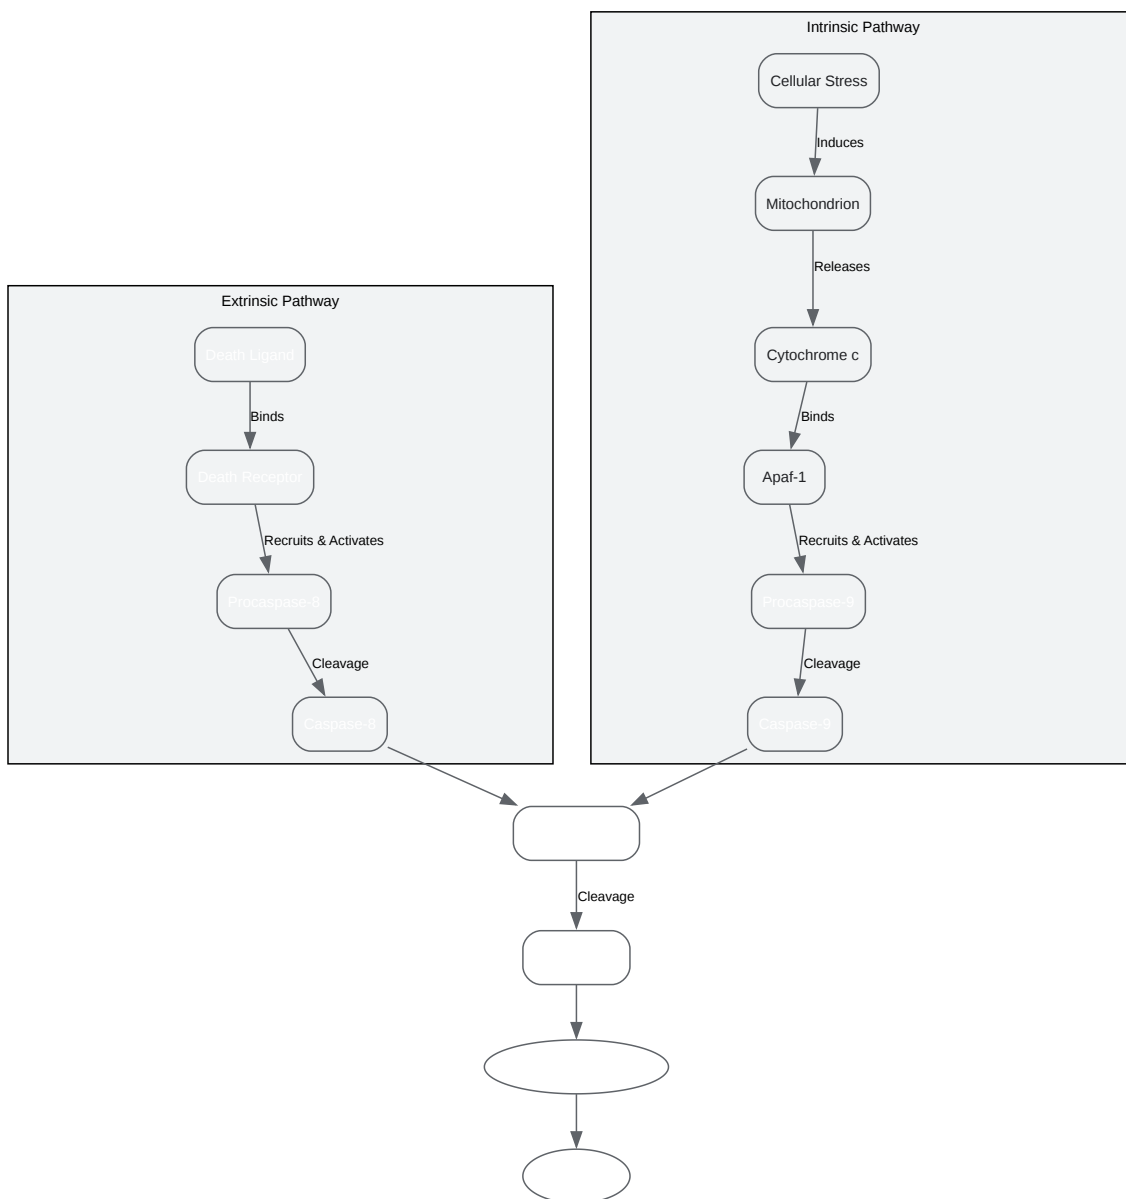 Intrinsic Pathway
Cellular Stress
Induces
Mitochondrion
Releases
Extrinsic Pathway
Death Ligand
Cytochrome c
Binds
Binds
Death Receptor
Apaf-1
Recruits & Activates
Recruits & Activates
Procaspase-8
Procaspase-9
Cleavage
Cleavage
Caspase-8
Caspase-9
Cleavage